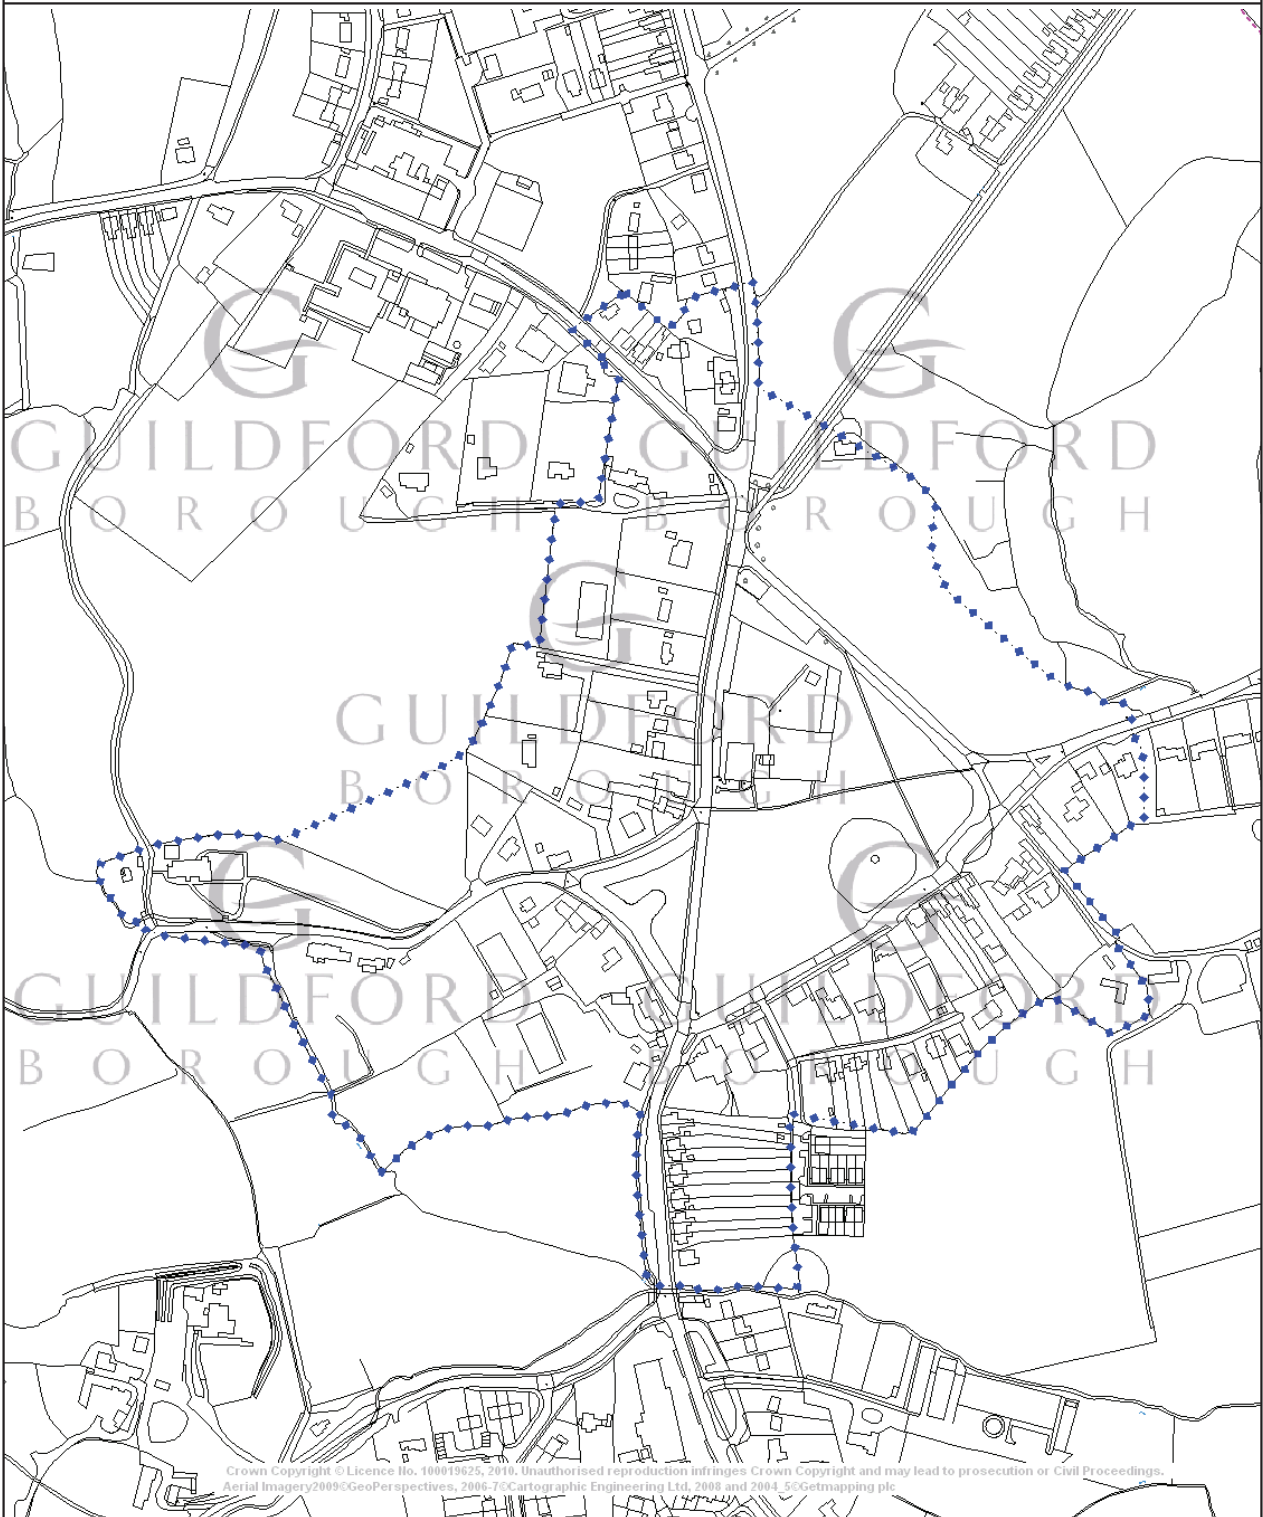 GUILDFORD
BOROUGH
GUILDFORD
BOROUGH
GUILDFORD
BOROUGH
GUILDFORD
BOROUGH
GUILDFORD
BOROUGH
Crown Copyright © Licence No. 100019625, 2010. Unauthorised reproduction infringes Crown Copyright and may lead to prosecution or Civil Proceedings.
Aerial Imagery2009©GeoPerspectives, 2006-7©Cartographic Engineering Ltd, 2008 and 2004_5©Getmapping plc